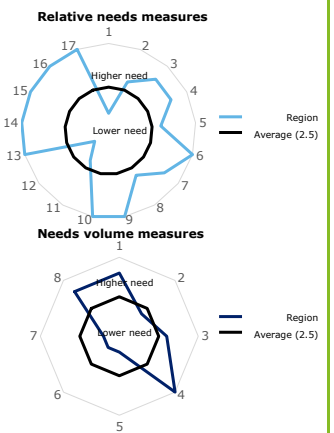 Relative needs measures
1
17
2
16
3
Higher need
15
4
Region
14
5
Lower need
Average (2.5)
13
6
12
7
11
8
10
9
Needs volume measures
1
8
2
Higher need
Region
7
Lower need
3
Average (2.5)
6
4
5